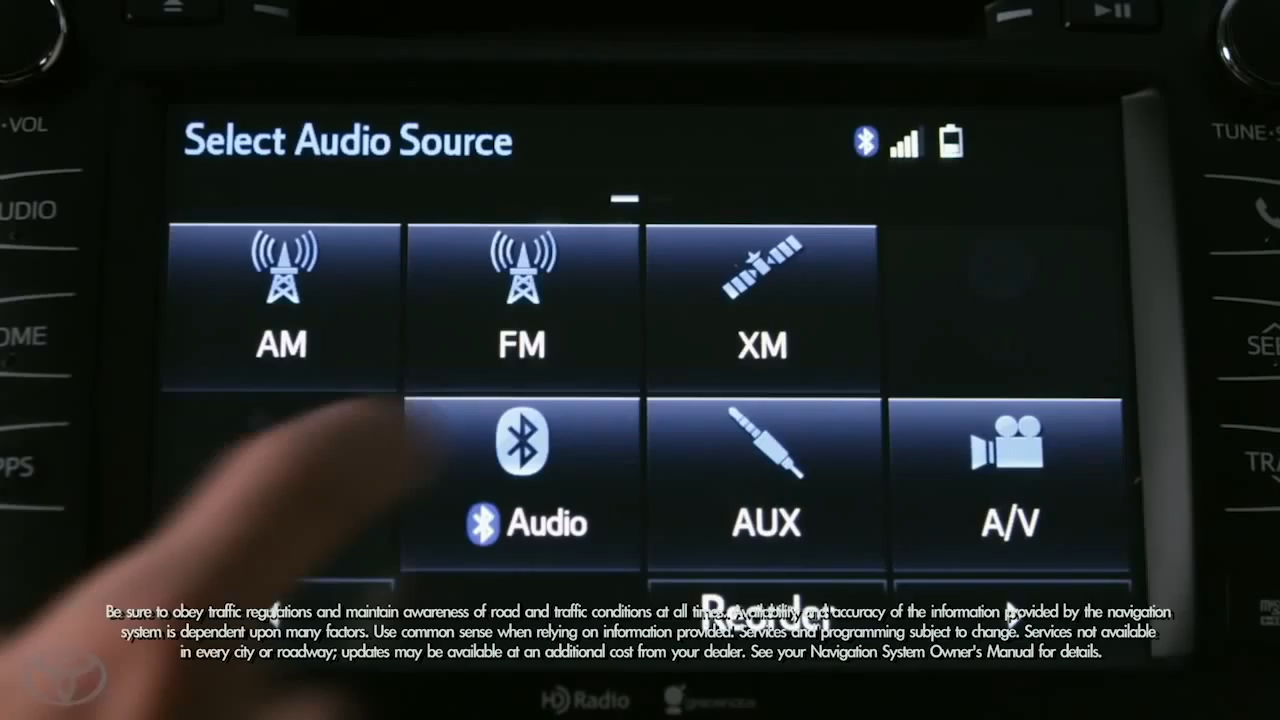 VOL
TUNE
Select Audio Source
UDIO
AM
FM
XM
OME
SEE
Audio
AUX
A/V
PPS
TRA
Recorder
Be sure to obey traffic regulations and maintain awareness of road and traffic conditions at all times. Availability and accuracy of the information provided by the navigation
system is dependent upon many factors. Use common sense when relying on information provided. Services and programming subject to change. Services not available
in every city or roadway; updates may be available at an additional cost from your dealer. See your Navigation System Owner's Manual for details.
HD Radio